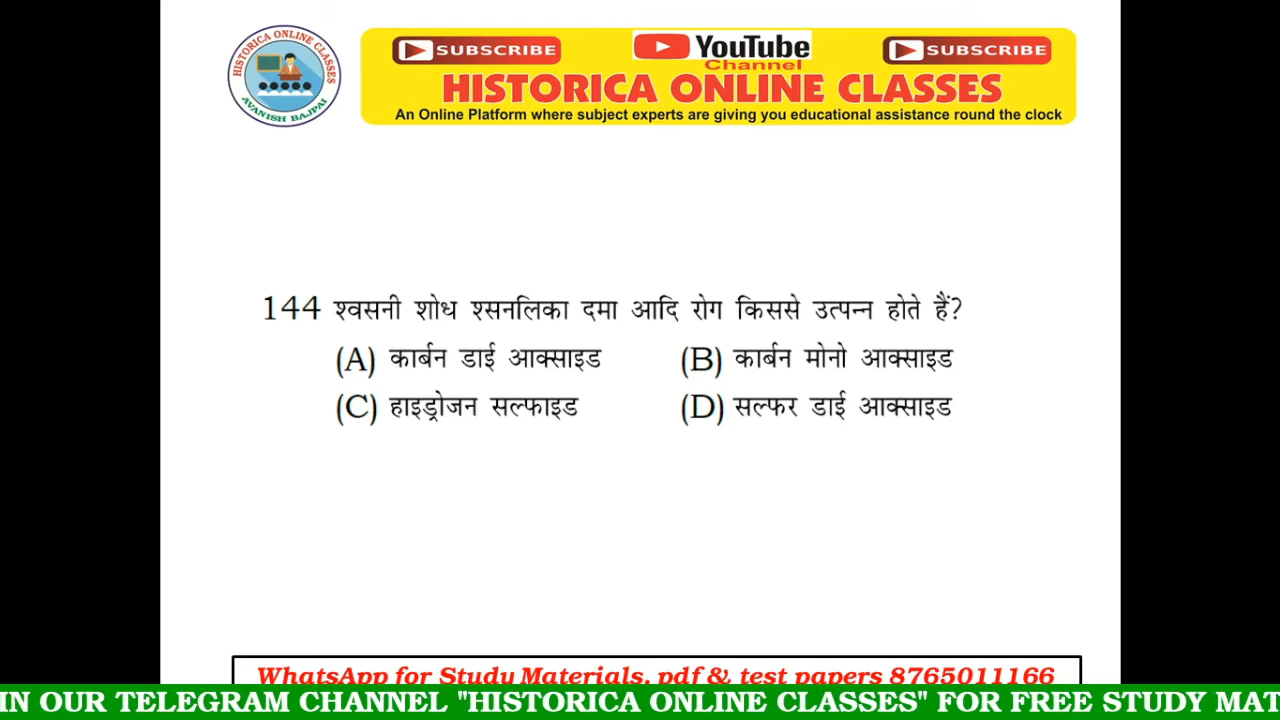 HISTORICA ONLINE CLASSES
AVANISH BAJPAI
SUBSCRIBE
YouTube
SUBSCRIBE
Channel
HISTORICA ONLINE CLASSES
An Online Platform where subject experts are giving you educational assistance round the clock
144 श्वसनी शोध श्सनलिका दमा आदि रोग किससे उत्पन्न होते हैं?
(A) कार्बन डाई आक्साइड (B) कार्बन मोनो आक्साइड
(C) हाइड्रोजन सल्फाइड (D) सल्फर डाई आक्साइड
WhatsApp for Study Materials, pdf & test papers 8765011166
IN OUR TELEGRAM CHANNEL "HISTORICA ONLINE CLASSES" FOR FREE STUDY MAT